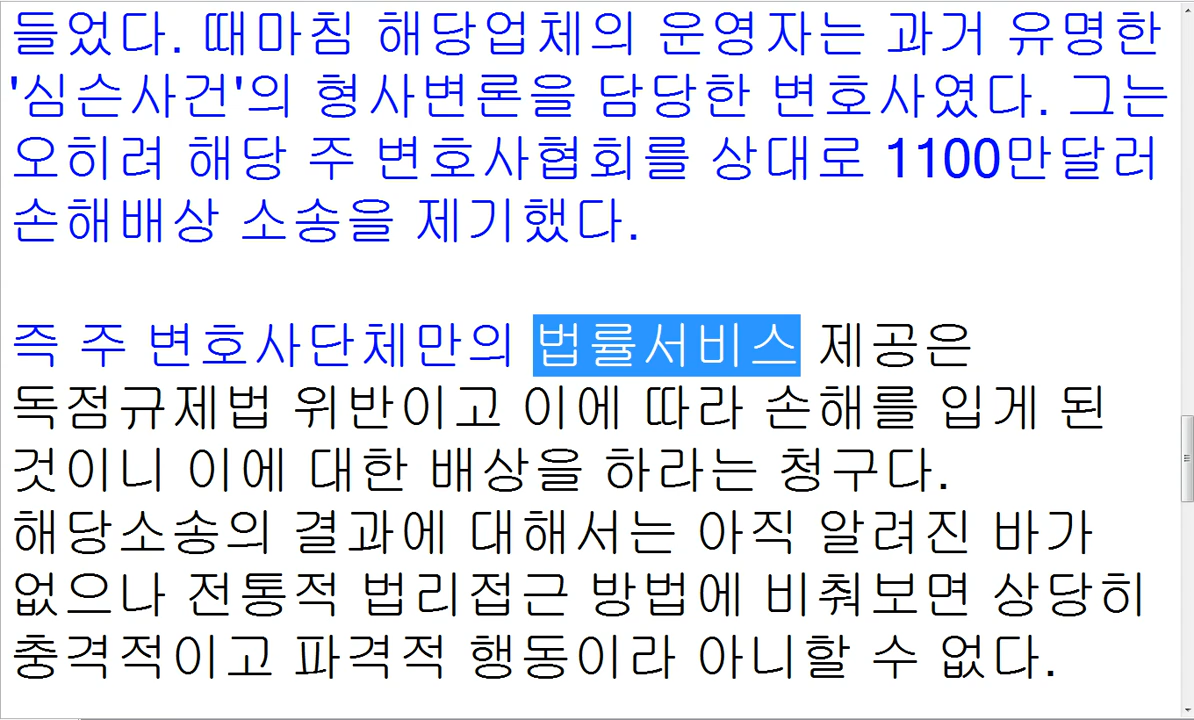 들었다. 때마침 해당업체의 운영자는 과거 유명한
'심슨사건'의 형사변론을 담당한 변호사였다. 그는
오히려 해당 주 변호사협회를 상대로 1100만달러
손해배상 소송을 제기했다.
즉 주 변호사단체만의 법률서비스 제공은
독점규제법 위반이고 이에 따라 손해를 입게 된
것이니 이에 대한 배상을 하라는 청구다.
해당소송의 결과에 대해서는 아직 알려진 바가
없으나 전통적 법리접근 방법에 비춰보면 상당히
충격적이고 파격적 행동이라 아니할 수 없다.